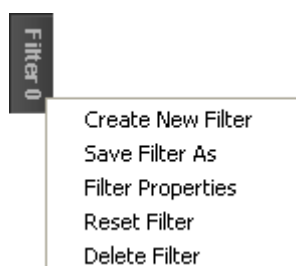 Filter 0
Create New Filter
Save Filter As
Filter Properties
Reset Filter
Delete Filter